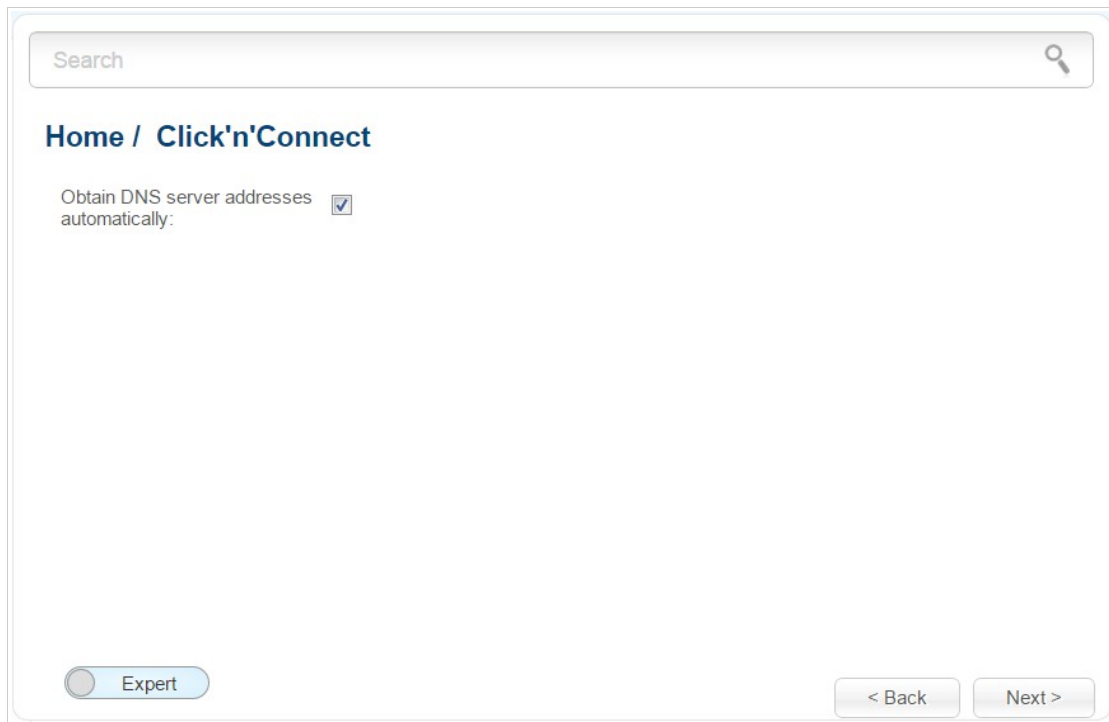 Search
Home / Click'n'Connect
Obtain DNS server addresses
automatically:
Expert
< Back
Next >